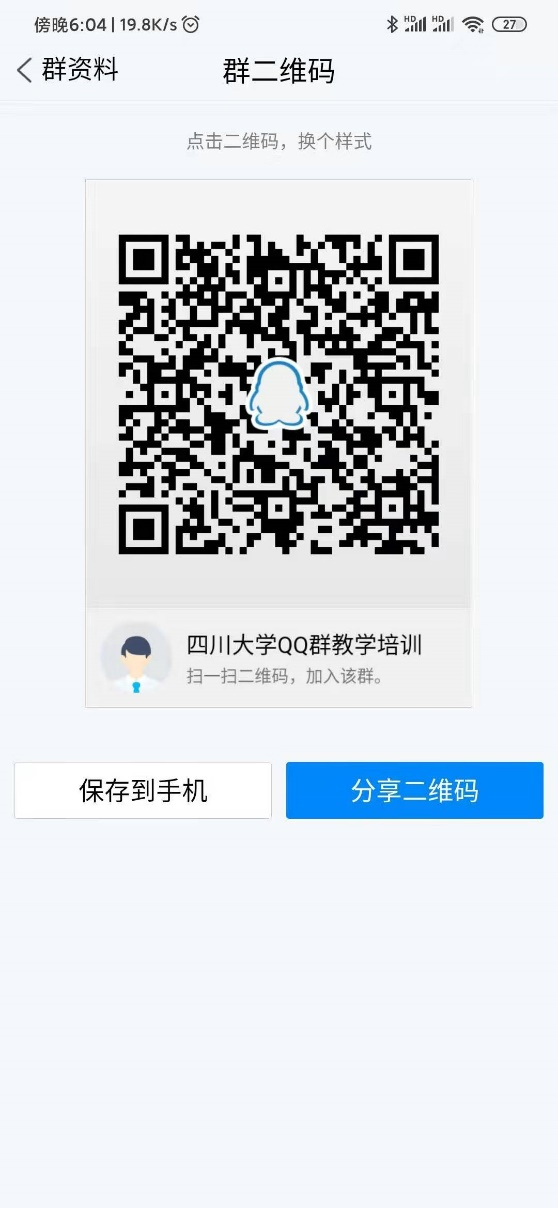 傍晚6:04 | 19.8K/s
HD HD 27
群资料
群二维码
点击二维码，换个样式
四川大学QQ群教学培训
扫一扫二维码，加入该群。
保存到手机
分享二维码